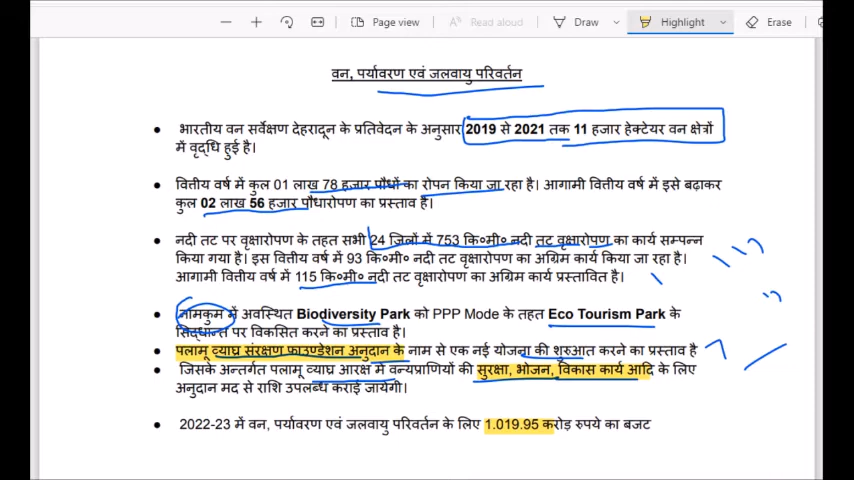 Page view
Read aloud
Draw
Highlight
Erase
वन, पर्यावरण एवं जलवायु परिवर्तन
• भारतीय वन सर्वेक्षण देहरादून के प्रतिवेदन के अनुसार 2019 से 2021 तक 11 हजार हेक्टेयर वन क्षेत्रों
में वृद्धि हुई है।
• वित्तीय वर्ष में कुल 01 लाख 78 हजार पौधों का रोपन किया जा रहा है। आगामी वित्तीय वर्ष में इसे बढ़ाकर
कुल 02 लाख 56 हजार पौधारोपण का प्रस्ताव है।
• नदी तट पर वृक्षारोपण के तहत सभी 24 जिलों में 753 कि०मी० नदी तट वृक्षारोपण का कार्य सम्पन्न
किया गया है। इस वित्तीय वर्ष में 93 कि०मी० नदी तट वृक्षारोपण का अग्रिम कार्य किया जा रहा है।
आगामी वित्तीय वर्ष में 115 कि०मी० नदी तट वृक्षारोपण का अग्रिम कार्य प्रस्तावित है।
• नामकुम में अवस्थित Biodiversity Park को PPP Mode के तहत Eco Tourism Park के
सिद्धान्त पर विकसित करने का प्रस्ताव है।
• पलामू व्याघ्र संरक्षण फाउण्डेशन अनुदान के नाम से एक नई योजना की शुरुआत करने का प्रस्ताव है
• जिसके अन्तर्गत पलामू व्याघ्र आरक्ष में वन्यप्राणियों की सुरक्षा, भोजन, विकास कार्य आदि के लिए
अनुदान मद से राशि उपलब्ध कराई जायेगी।
• 2022-23 में वन, पर्यावरण एवं जलवायु परिवर्तन के लिए 1.019.95 करोड़ रुपये का बजट